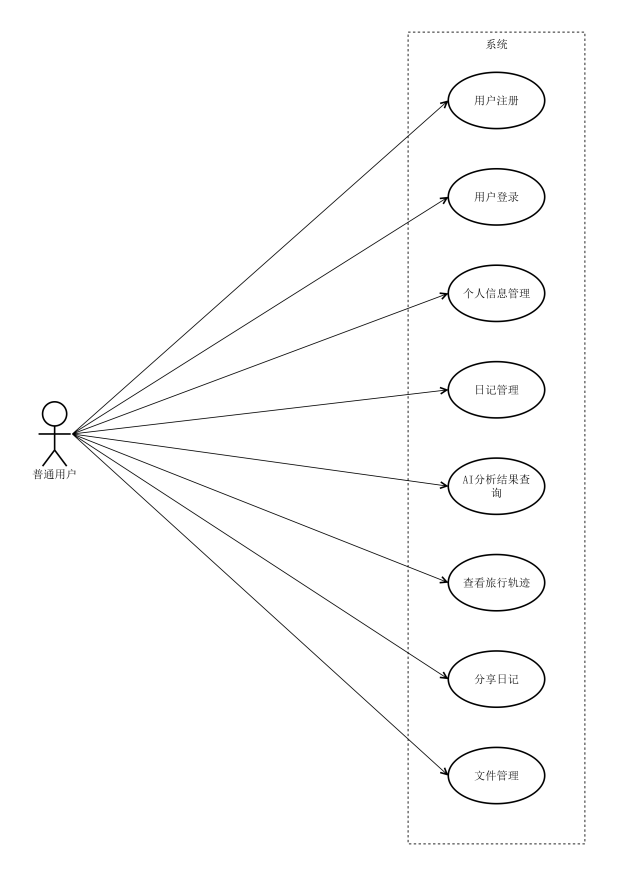 系统
用户注册
用户登录
个人信息管理
日记管理
AI分析结果查
询
查看旅行轨迹
分享日记
文件管理
普通用户